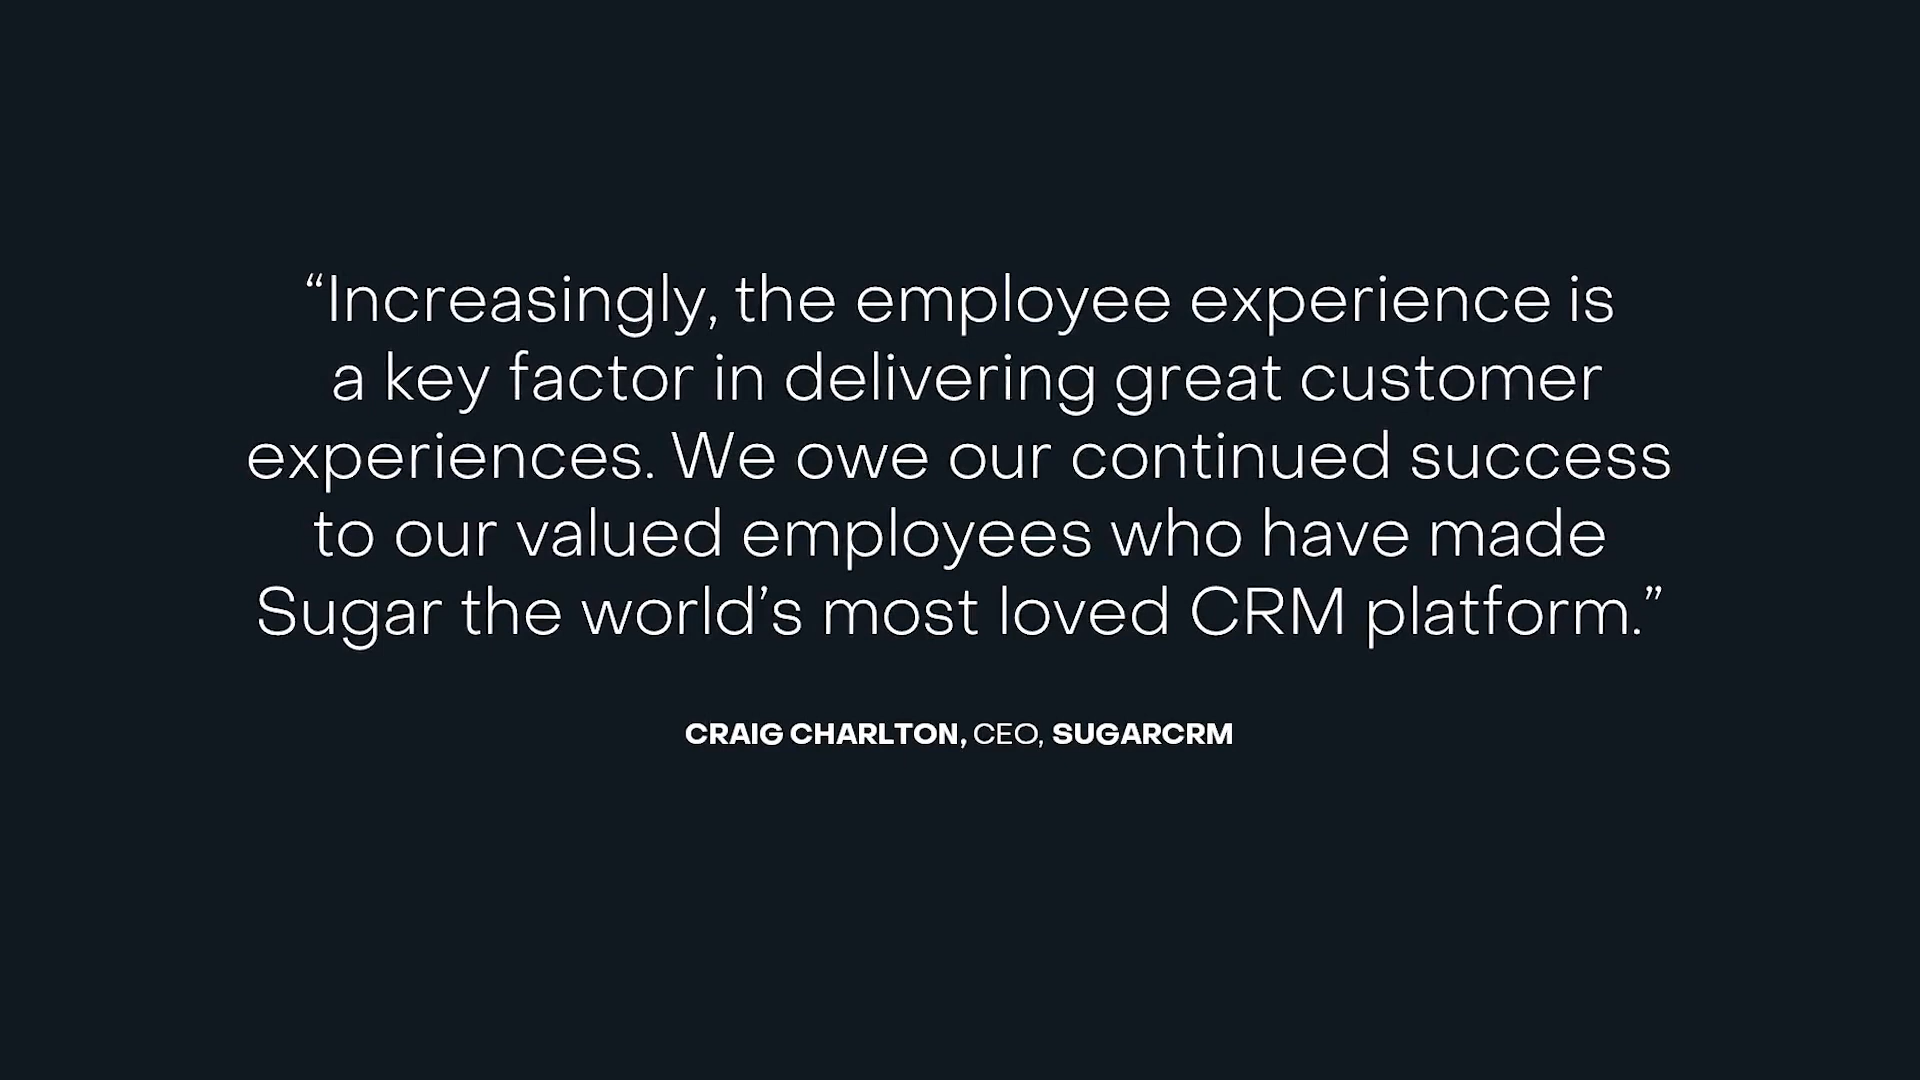 “Increasingly, the employee experience is
a key factor in delivering great customer
experiences. We owe our continued success
to our valued employees who have made
Sugar the world’s most loved CRM platform.”
CRAIG CHARLTON, CEO, SUGARCRM